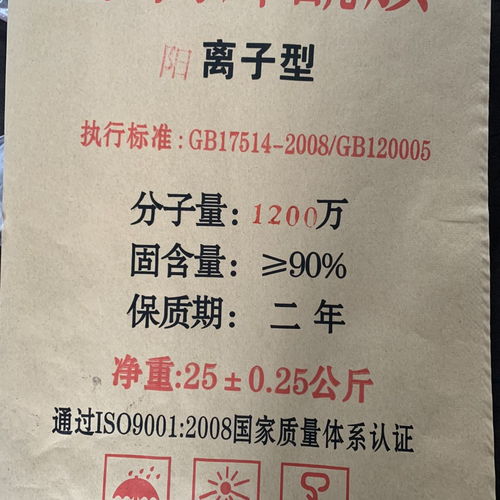 阳离子型
执行标准：GB17514-2008/GB120005
分子量：1200万
固含量：≥90%
保质期：二年
净重:25±0.25公斤
通过ISO9001:2008国家质量体系认证